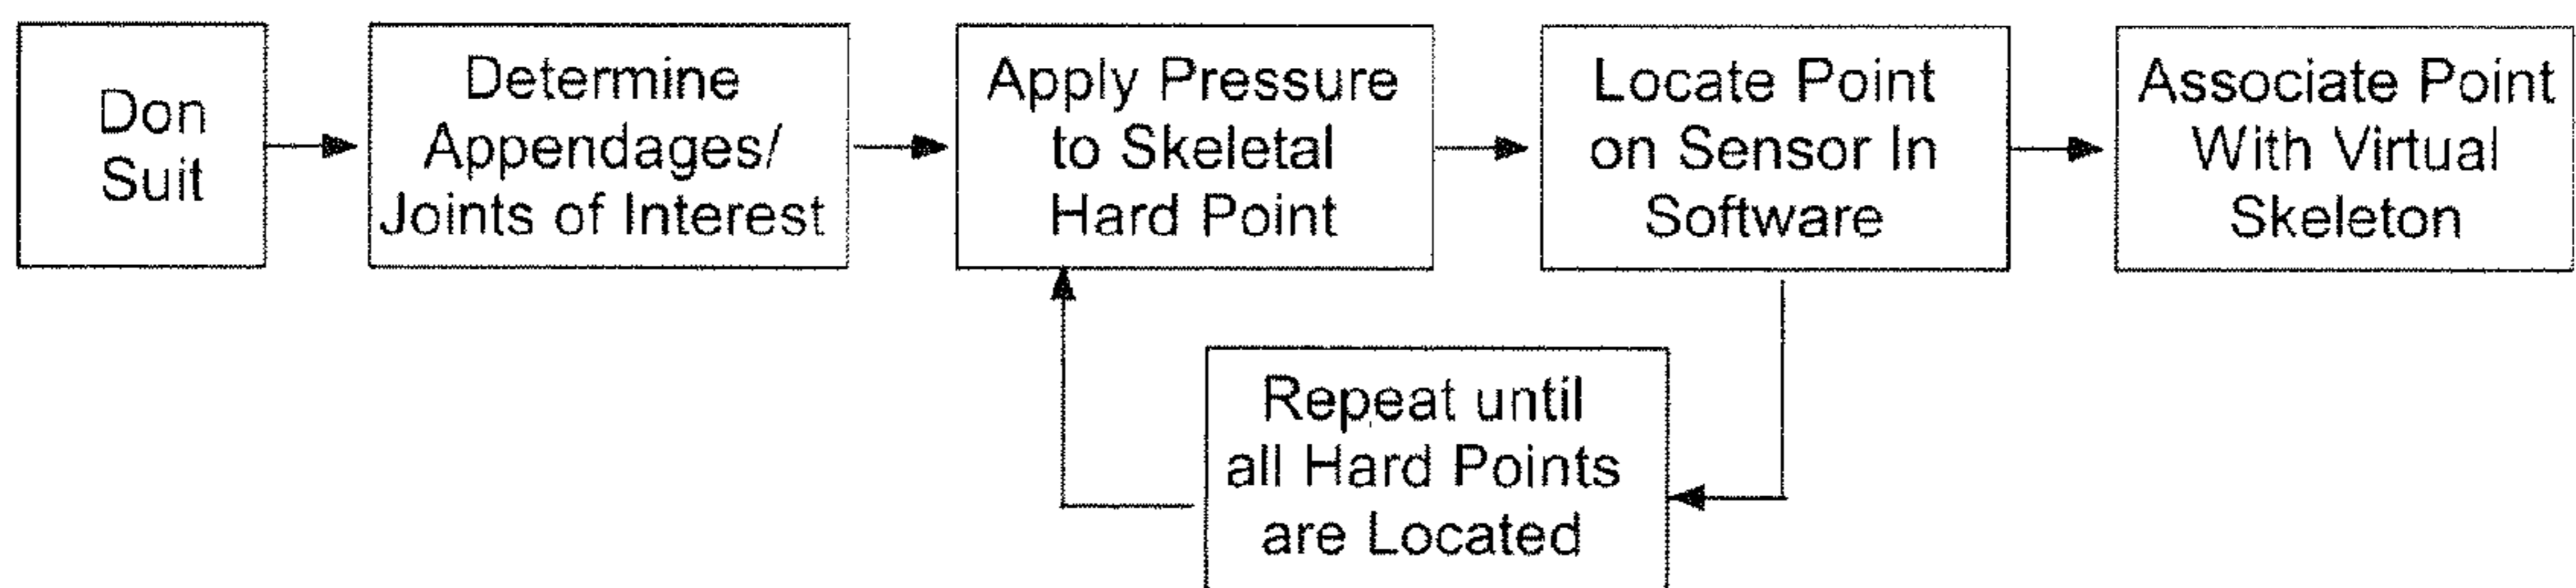 Don
Suit
Determine
Appendages/
Joints of Interest
Apply Pressure
to Skeletal
Hard Point
Locate Point
on Sensor In
Software
Associate Point
With Virtual
Skeleton
Repeat until
all Hard Points
are Located